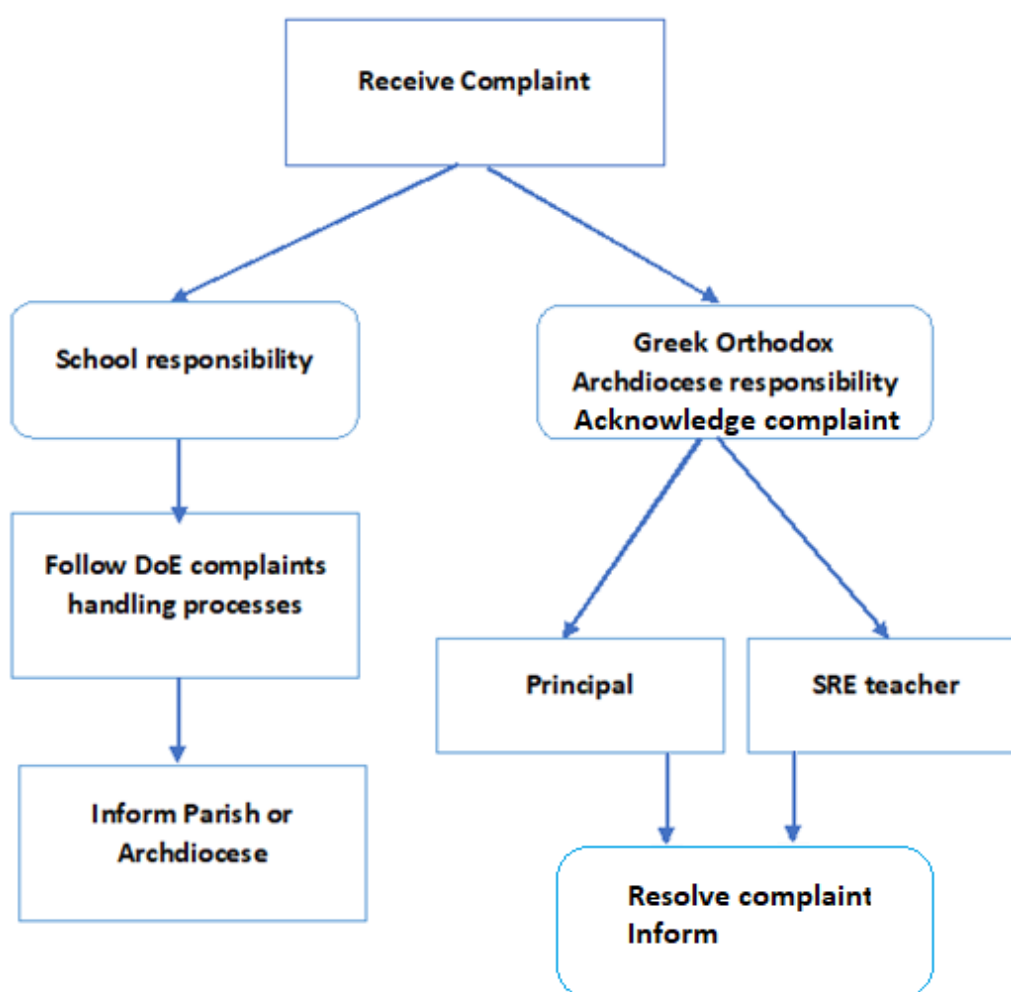 Receive Complaint
School responsibility
Greek Orthodox
Archdiocese responsibility
Acknowledge complaint
Follow DoE complaints
handling processes
Principal
SRE teacher
Inform Parish or
Archdiocese
Resolve complaint
Inform